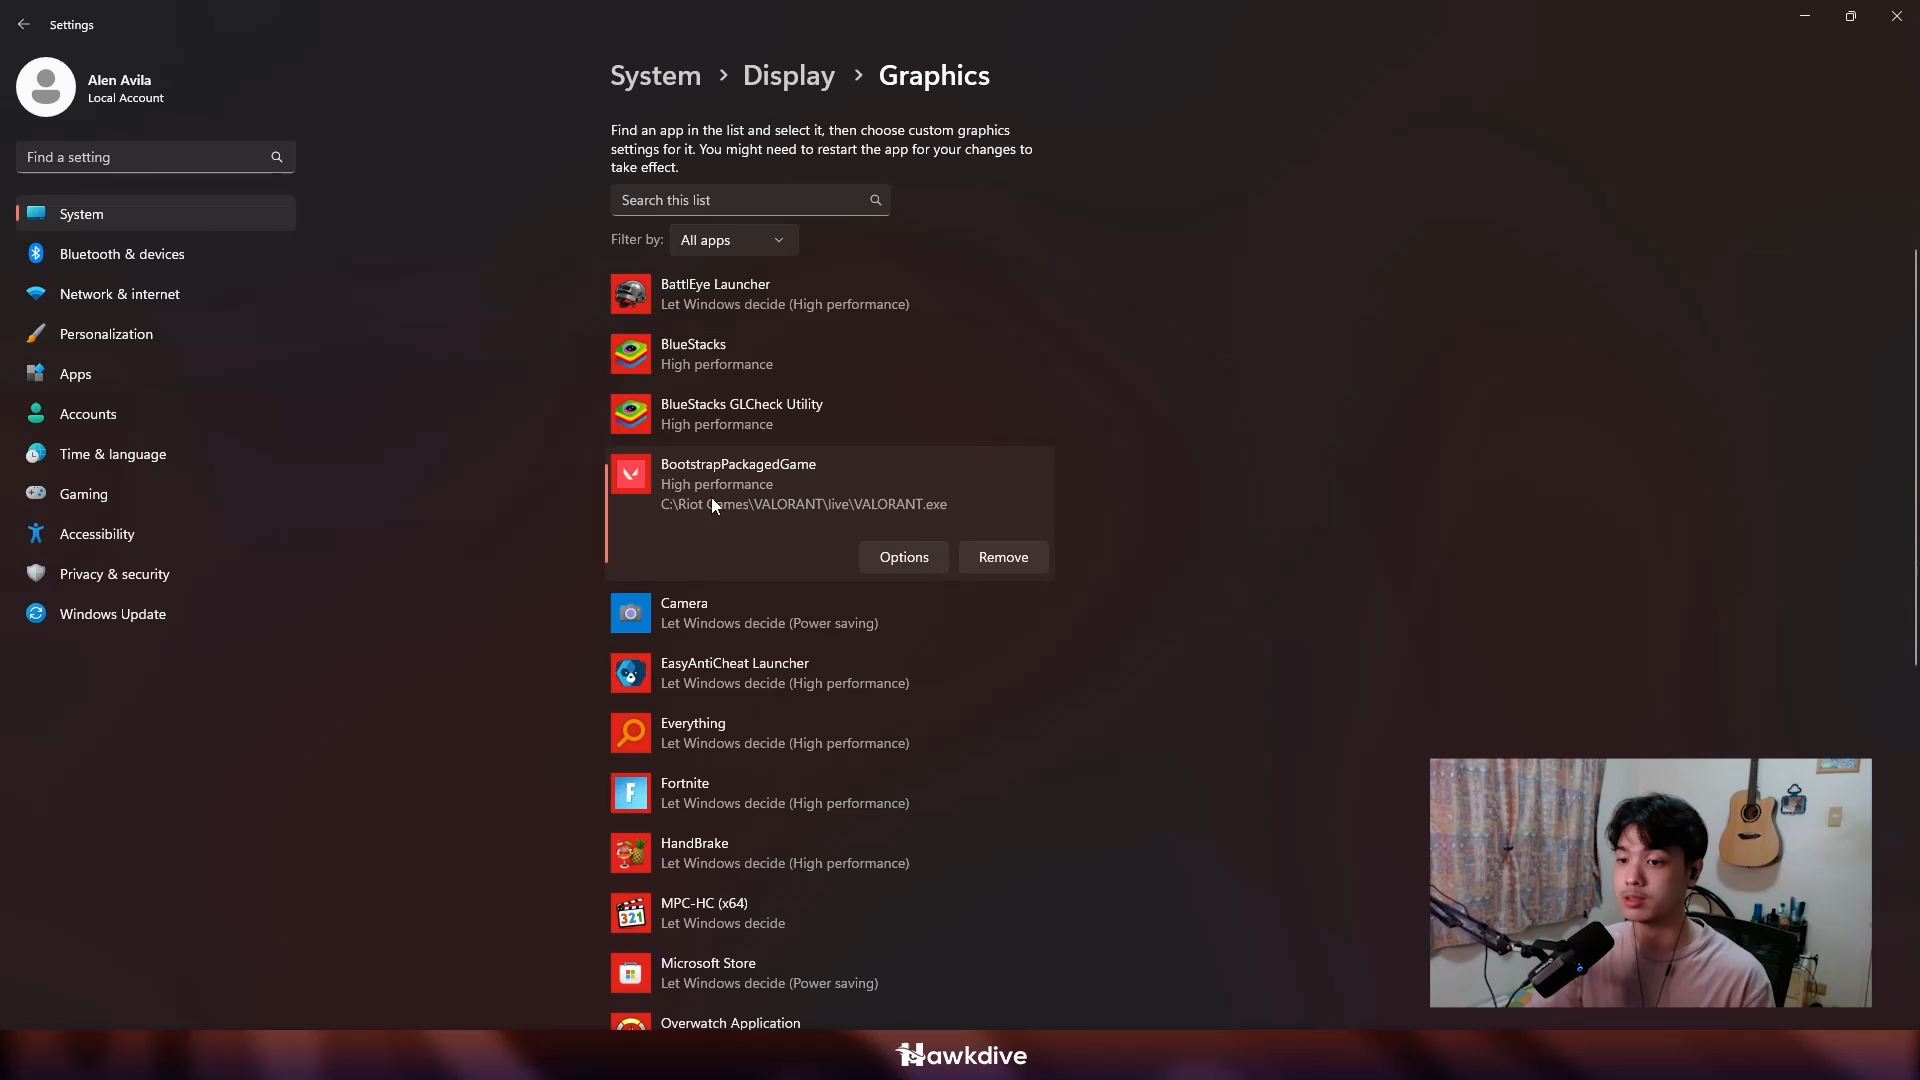 Settings
Alen Avila
Local Account
Find a setting
System
Bluetooth & devices
Network & internet
Personalization
Apps
Accounts
Time & language
Gaming
Accessibility
Privacy & security
Windows Update
System > Display > Graphics
Find an app in the list and select it, then choose custom graphics
settings for it. You might need to restart the app for your changes to
take effect.
Search this list
Filter by: All apps
BattlEye Launcher
Let Windows decide (High performance)
BlueStacks
High performance
BlueStacks GLCheck Utility
High performance
BootstrapPackagedGame
High performance
C:\Riot Games\VALORANT\live\VALORANT.exe
Options Remove
Camera
Let Windows decide (Power saving)
EasyAntiCheat Launcher
Let Windows decide (High performance)
Everything
Let Windows decide (High performance)
F
Fortnite
Let Windows decide (High performance)
HandBrake
Let Windows decide (High performance)
321
MPC-HC (x64)
Let Windows decide
Microsoft Store
Let Windows decide (Power saving)
Overwatch Application
Hawkdive